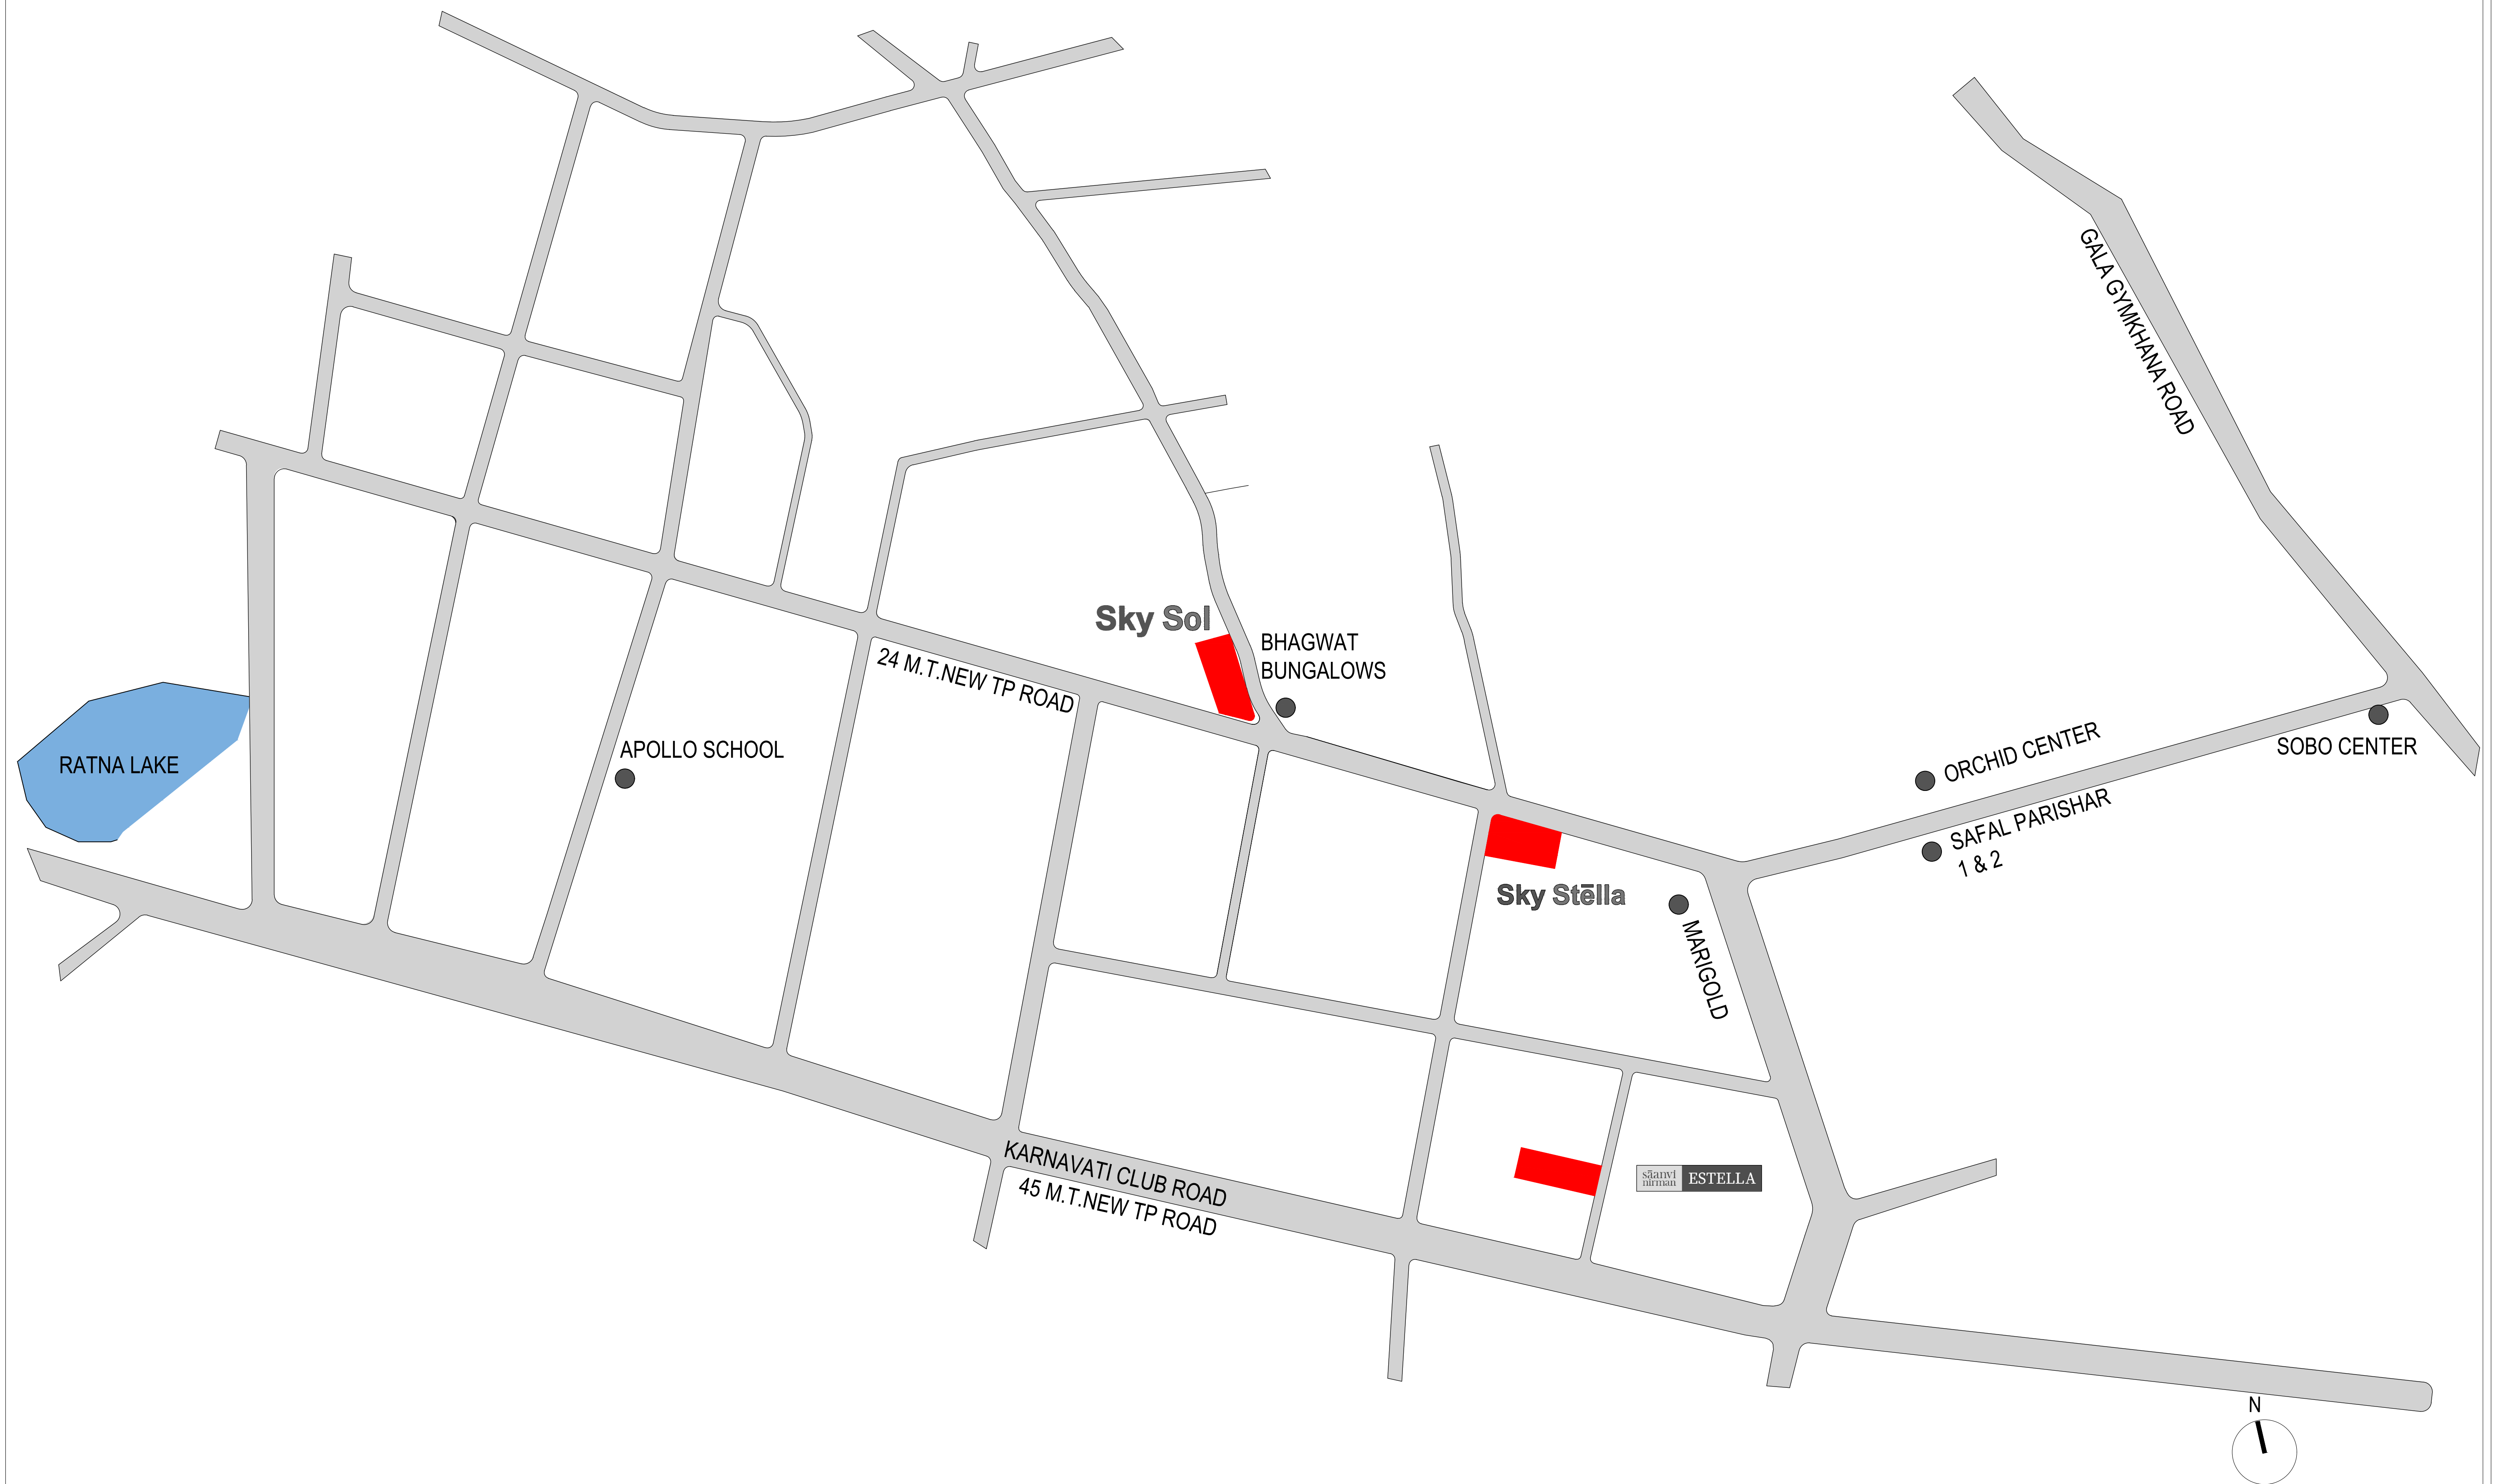 GALA GYMKHANA ROAD
Sky Sol
BHAGWAT
BUNGALOWS
24 M.T.NEW TP ROAD
RATNA LAKE
APOLLO SCHOOL
ORCHID CENTER
SOBO CENTER
SAFAL PARISHAR
1 & 2
Sky Stēlla
MARIGOLD
KARNAVATI CLUB ROAD
45 M.T.NEW TP ROAD
säanvi
nirman
ESTELLA
N